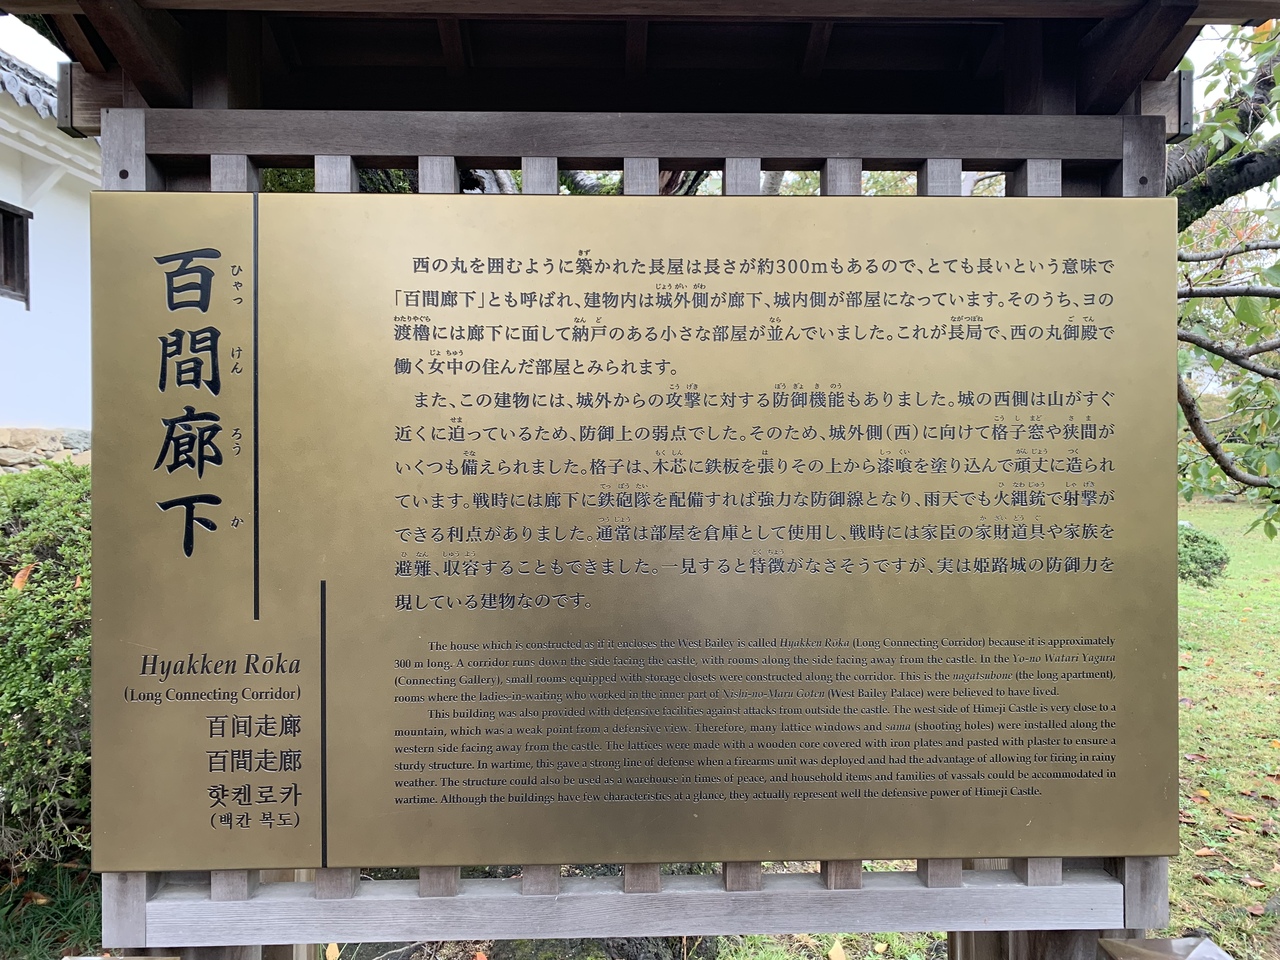 百間廊下
ひゃっ けん ろう か
Hyakken Rōka
(Long Connecting Corridor)
百间走廊
百間走廊
햣켄로카
(백칸 복도)
西の丸を囲むように築かれた長屋は長さが約300mもあるので、とても長いという意味で
「百間廊下」とも呼ばれ、建物内は城外側が廊下、城内側が部屋になっています。そのうち、ヨの
渡櫓には廊下に面して納戸のある小さな部屋が並んでいました。これが長局で、西の丸御殿で
働く女中の住んだ部屋とみられます。
また、この建物には、城外からの攻撃に対する防御機能もありました。城の西側は山がすぐ
近くに迫っているため、防御上の弱点でした。そのため、城外側(西)に向けて格子窓や狭間が
いくつも備えられました。格子は、木芯に鉄板を張りその上から漆喰を塗り込んで頑丈に造られ
ています。戦時には廊下に鉄砲隊を配備すれば強力な防御線となり、雨天でも火縄銃で射撃が
できる利点がありました。通常は部屋を倉庫として使用し、戦時には家臣の家財道具や家族を
避難、収容することもできました。一見すると特徴がなさそうですが、実は姫路城の防御力を
現している建物なのです。
The house which is constructed as if it encloses the West Bailey is called Hyakken Rōka (Long Connecting Corridor) because it is approximately
300 m long. A corridor runs down the side facing the castle, with rooms along the side facing away from the castle. In the Yo-no Watari Yagura
(Connecting Gallery), small rooms equipped with storage closets were constructed along the corridor. This is the nagatsubone (the long apartment),
rooms where the ladies-in-waiting who worked in the inner part of Nishi-no-Maru Goten (West Bailey Palace) were believed to have lived.
This building was also provided with defensive facilities against attacks from outside the castle. The west side of Himeji Castle is very close to a
mountain, which was a weak point from a defensive view. Therefore, many lattice windows and sama (shooting holes) were installed along the
western side facing away from the castle. The lattices were made with a wooden core covered with iron plates and pasted with plaster to ensure a
sturdy structure. In wartime, this gave a strong line of defense when a firearms unit was deployed and had the advantage of allowing for firing in rainy
weather. The structure could also be used as a warehouse in times of peace, and household items and families of vassals could be accommodated in
wartime. Although the buildings have few characteristics at a glance, they actually represent well the defensive power of Himeji Castle.